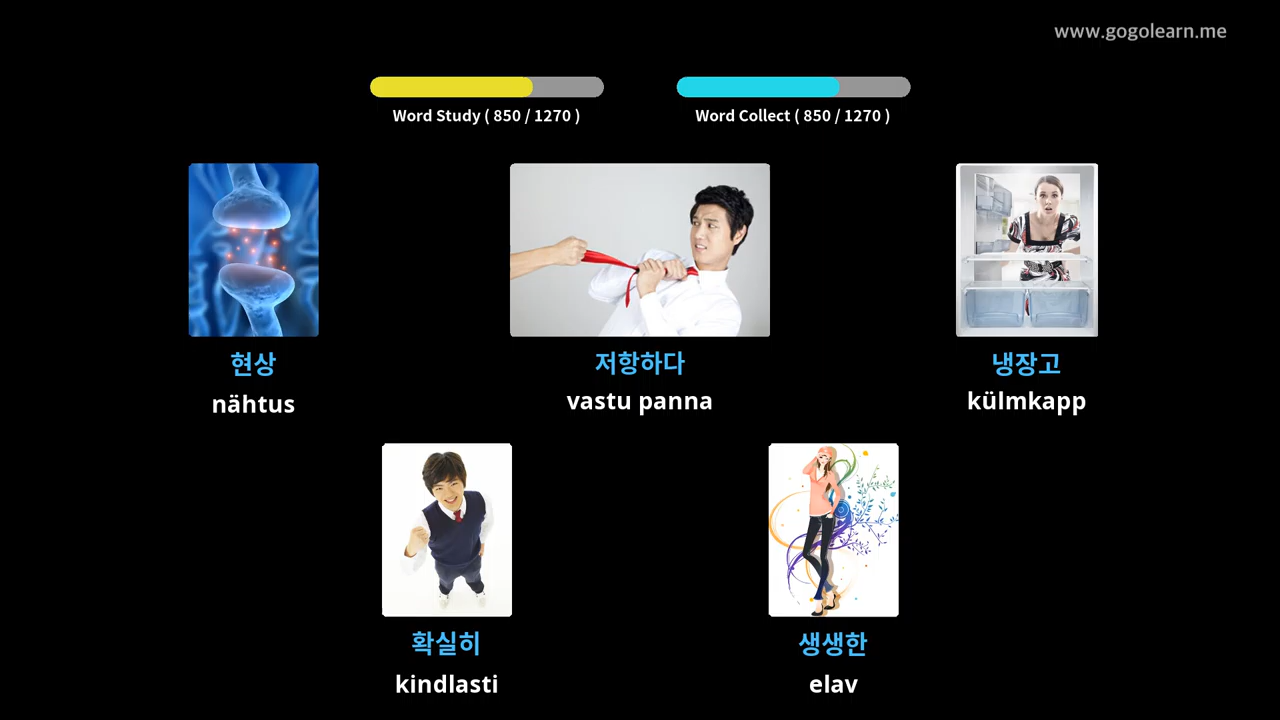 www.gogolearn.me
Word Study ( 850 / 1270 )
Word Collect ( 850 / 1270 )
현상
nähtus
저항하다
vastu panna
냉장고
külmkapp
확실히
kindlasti
생생한
elav